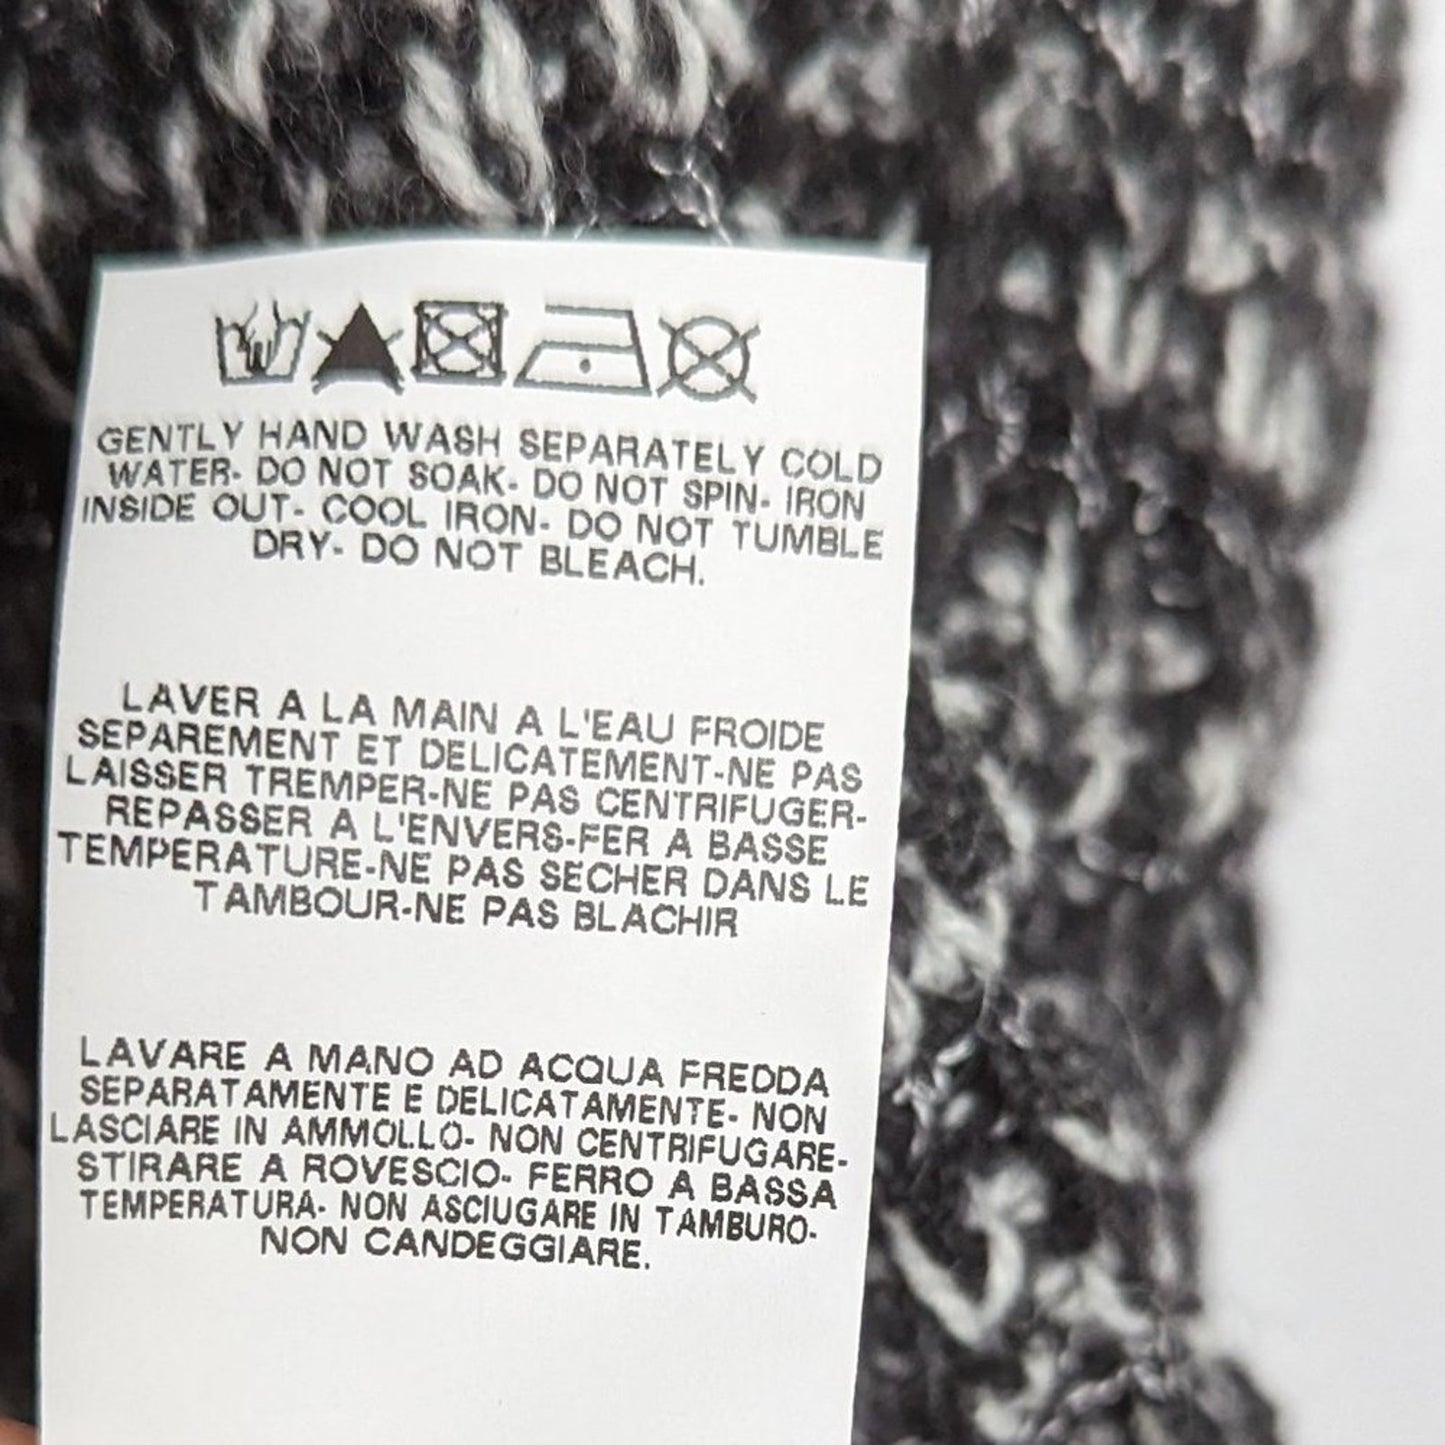 GENTLY HAND WASH SEPARATELY COLD
WATER- DO NOT SOAK- DO NOT SPIN- IRON
INSIDE OUT- COOL IRON- DO NOT TUMBLE
DRY- DO NOT BLEACH.
LAVER A LA MAIN A L'EAU FROIDE
SEPAREMENT ET DELICATEMENT-NE PAS
LAISSER TREMPER-NE PAS CENTRIFUGER-
REPASSER A L'ENVERS-FER A BASSE
TEMPERATURE-NE PAS SECHER DANS LE
TAMBOUR-NE PAS BLACHIR
LAVARE A MANO AD ACQUA FREDDA
SEPARATAMENTE E DELICATAMENTE- NON
LASCIARE IN AMMOLLO- NON CENTRIFUGARE-
STIRARE A ROVESCIO- FERRO A BASSA
TEMPERATURA- NON ASCIUGARE IN TAMBURO-
NON CANDEGGIARE.